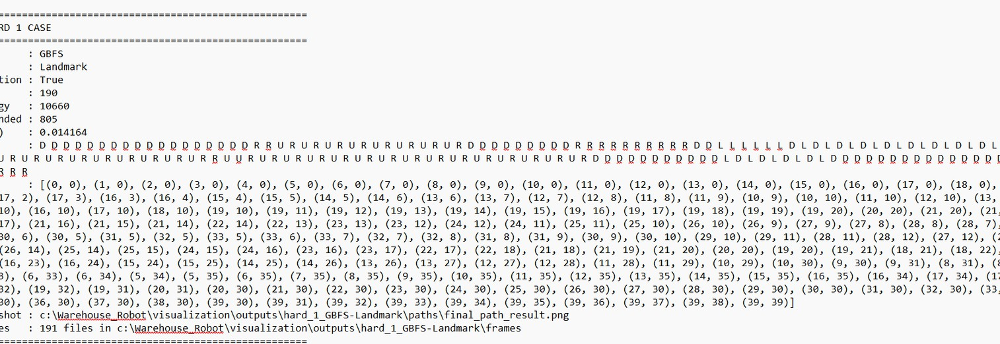 ====================================================
RD 1 CASE
====================================================
: GBFS
: Landmark
tion : True
: 190
gy : 10660
nded : 805
) : 0.014164
: D D D D D D D D D D D D D D D D D D R R U R U R U R U R U R U R U R D D D D D D D D D R R R R R R R R R R D D L L L L L L D L D L D L D L D L D L D L D L D L
U R U R U R U R U R U R U R U R U R R U U R U R U R U R U R U R U R U R U R U R U R U R U R U R D D D D D D D D D D D L D L D L D L D L D D D D D D D D D D D D D D D
R R R
: [(0, 0), (1, 0), (2, 0), (3, 0), (4, 0), (5, 0), (6, 0), (7, 0), (8, 0), (9, 0), (10, 0), (11, 0), (12, 0), (13, 0), (14, 0), (15, 0), (16, 0), (17, 0), (18, 0),
17, 2), (17, 3), (16, 3), (16, 4), (15, 4), (15, 5), (14, 5), (14, 6), (13, 6), (13, 7), (12, 7), (12, 8), (11, 8), (11, 9), (10, 9), (10, 10), (11, 10), (12, 10), (13,
10), (16, 10), (17, 10), (18, 10), (19, 10), (19, 11), (19, 12), (19, 13), (19, 14), (19, 15), (19, 16), (19, 17), (19, 18), (19, 19), (19, 20), (20, 20), (21, 20), (21,
17), (21, 16), (21, 15), (21, 14), (22, 14), (22, 13), (23, 13), (23, 12), (24, 12), (24, 11), (25, 11), (25, 10), (26, 10), (26, 9), (27, 9), (27, 8), (28, 8), (28, 7),
30, 6), (30, 5), (31, 5), (32, 5), (33, 5), (33, 6), (33, 7), (32, 7), (32, 8), (31, 8), (31, 9), (30, 9), (30, 10), (29, 10), (29, 11), (28, 11), (28, 12), (27, 12), (2
(26, 14), (25, 14), (25, 15), (24, 15), (24, 16), (23, 16), (23, 17), (22, 17), (22, 18), (21, 18), (21, 19), (21, 20), (20, 20), (19, 20), (19, 21), (18, 21), (18, 22),
(16, 23), (16, 24), (15, 24), (15, 25), (14, 25), (14, 26), (13, 26), (13, 27), (12, 27), (12, 28), (11, 28), (11, 29), (10, 29), (10, 30), (9, 30), (9, 31), (8, 31), (8
3), (6, 33), (6, 34), (5, 34), (5, 35), (6, 35), (7, 35), (8, 35), (9, 35), (10, 35), (11, 35), (12, 35), (13, 35), (14, 35), (15, 35), (16, 35), (16, 34), (17, 34), (17
32), (19, 32), (19, 31), (20, 31), (20, 30), (21, 30), (22, 30), (23, 30), (24, 30), (25, 30), (26, 30), (27, 30), (28, 30), (29, 30), (30, 30), (31, 30), (32, 30), (33,
30), (36, 30), (37, 30), (38, 30), (39, 30), (39, 31), (39, 32), (39, 33), (39, 34), (39, 35), (39, 36), (39, 37), (39, 38), (39, 39)]
shot : c:\Warehouse_Robot\visualization\outputs\hard_1_GBFS-Landmark\paths\final_path_result.png
es : 191 files in c:\Warehouse_Robot\visualization\outputs\hard_1_GBFS-Landmark\frames
====================================================